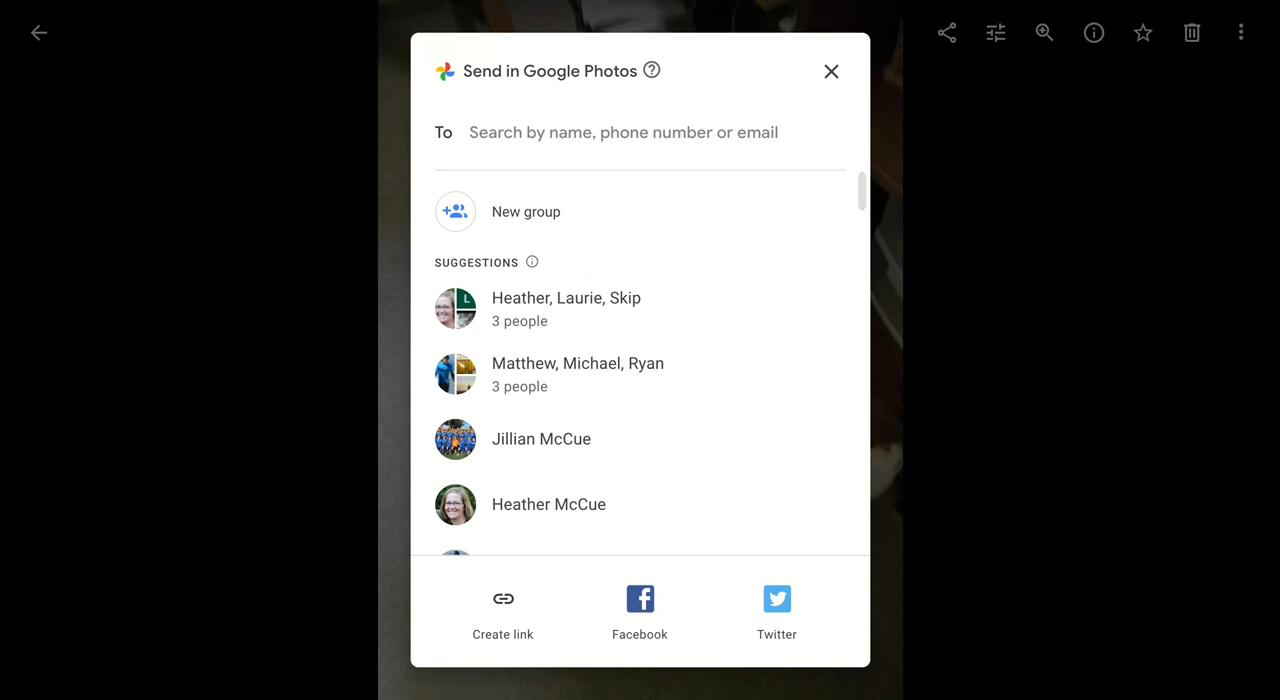 Send in Google Photos
To Search by name, phone number or email
New group
SUGGESTIONS
L
Heather, Laurie, Skip
3 people
Matthew, Michael, Ryan
3 people
Jillian McCue
Heather McCue
Create link
Facebook
Twitter